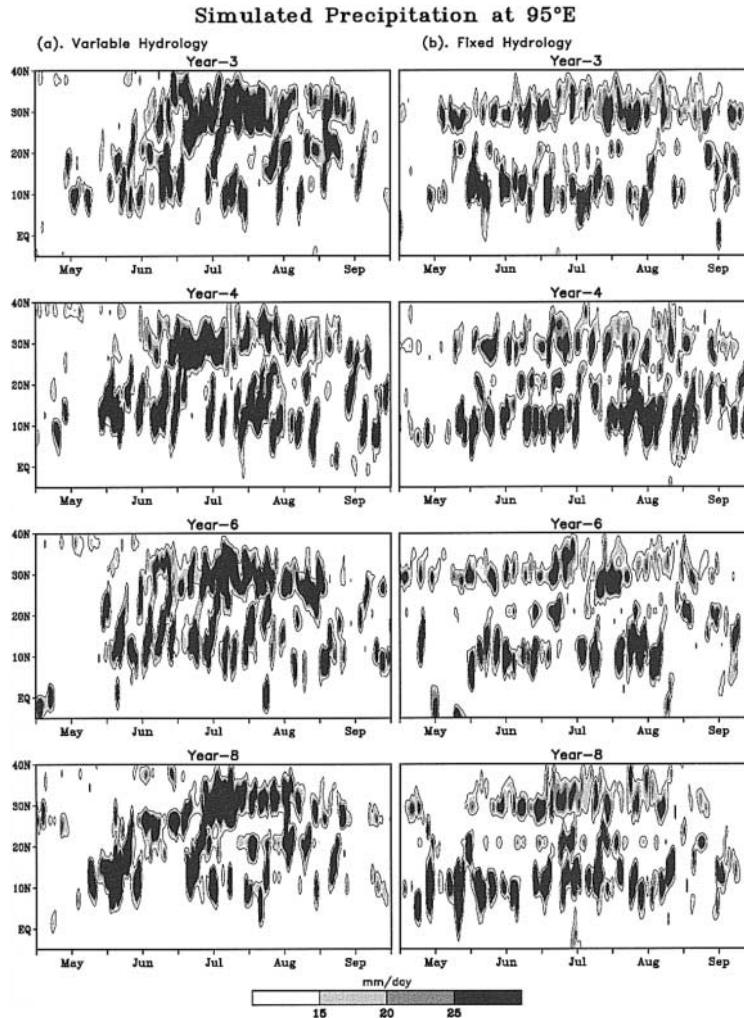 Simulated Precipitation at 95°E
(a). Variable Hydrology
(b). Fixed Hydrology
Year-3
40N
30N
20N
10N
EQ
May Jun Jul Aug Sep
Year-3
May Jun Jul Aug Sep
Year-4
40N
30N
20N
10N
EQ
May Jun Jul Aug Sep
Year-4
May Jun Jul Aug Sep
Year-6
40N
30N
20N
10N
EQ
May Jun Jul Aug Sep
Year-6
May Jun Jul Aug Sep
Year-8
40N
30N
20N
10N
EQ
May Jun Jul Aug Sep
Year-8
May Jun Jul Aug Sep
mm/day
15 20 25